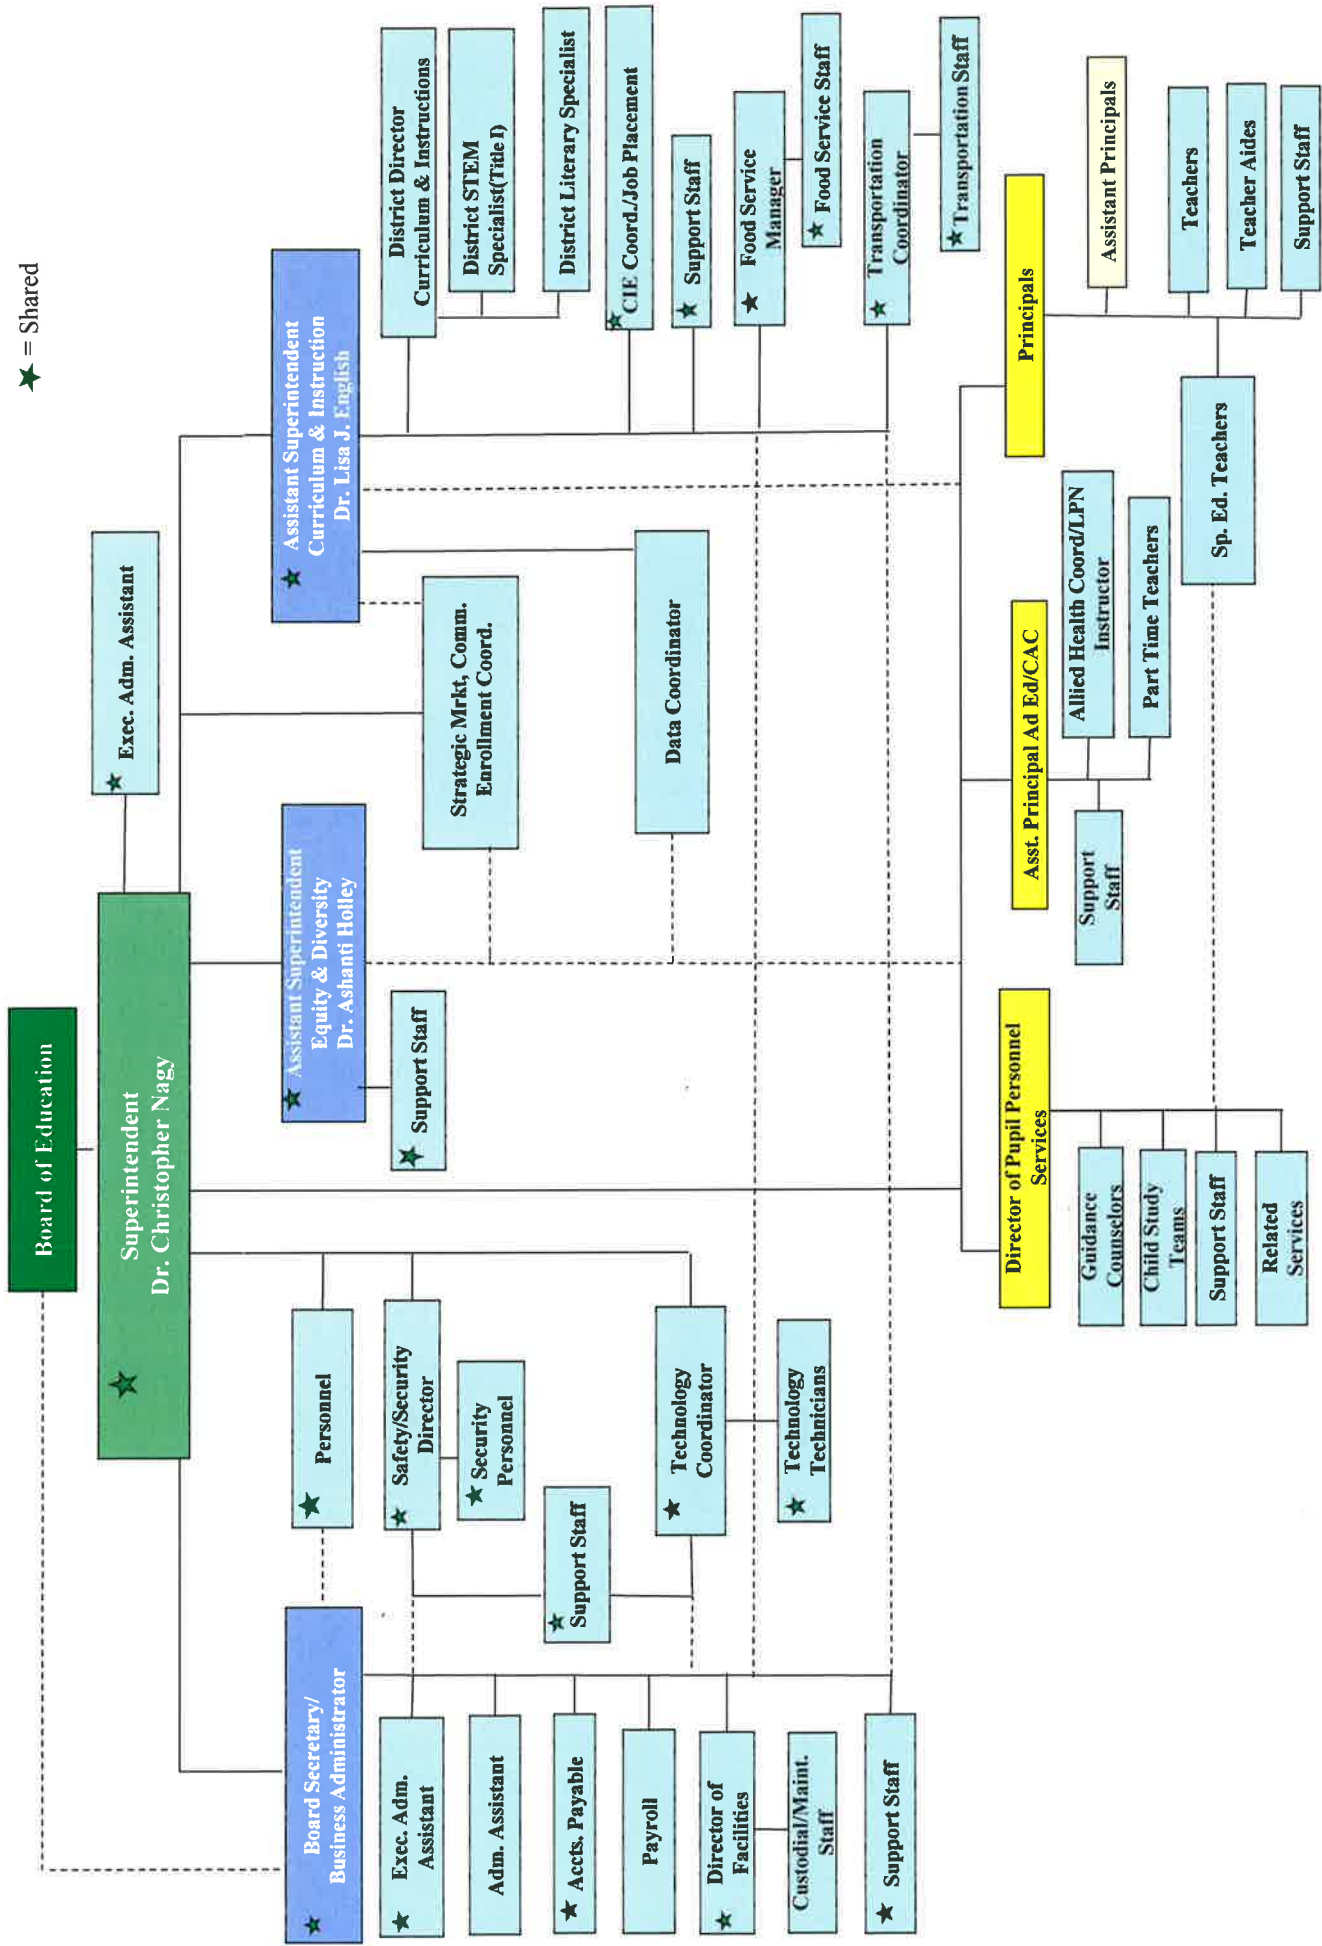 ★ = Shared
Board of Education
Superintendent
Dr. Christopher Nagy
Exec. Adm. Assistant
Board Secretary/
Business Administrator
Exec. Adm.
Assistant
Adm. Assistant
Accts. Payable
Payroll
Director of
Facilities
Custodial/Maint.
Staff
Support Staff
Personnel
Safety/Security
Director
Security
Personnel
Support Staff
Technology
Coordinator
Technology
Technicians
Assistant Superintendent
Equity & Diversity
Dr. Ashanti Holley
Support Staff
Strategic Mrkt, Comm.
Enrollment Coord.
Data Coordinator
Assistant Superintendent
Curriculum & Instruction
Dr. Lisa J. English
District Director
Curriculum & Instructions
District STEM
Specialist(Title I)
District Literary Specialist
CIE Coord./Job Placement
Support Staff
Food Service
Manager
Food Service Staff
Transportation
Coordinator
Transportation Staff
Director of Pupil Personnel
Services
Guidance
Counselors
Child Study
Teams
Support Staff
Related
Services
Asst. Principal Ad Ed/CAC
Allied Health Coord/LPN
Instructor
Part Time Teachers
Support
Staff
Principals
Assistant Principals
Teachers
Teacher Aides
Support Staff
Sp. Ed. Teachers